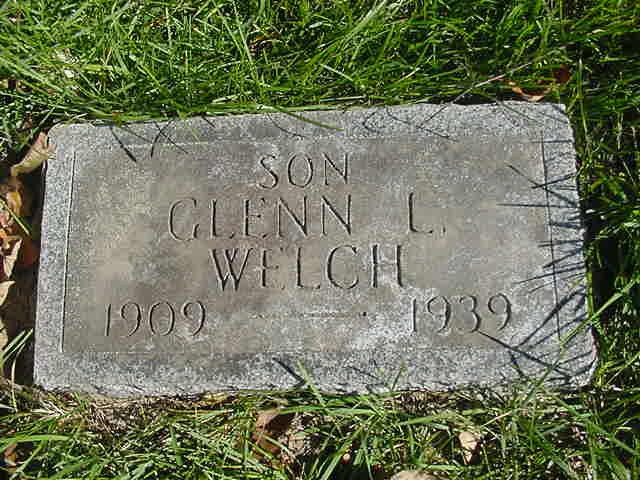 SON
GLENN L.
WELCH
1909 - 1939